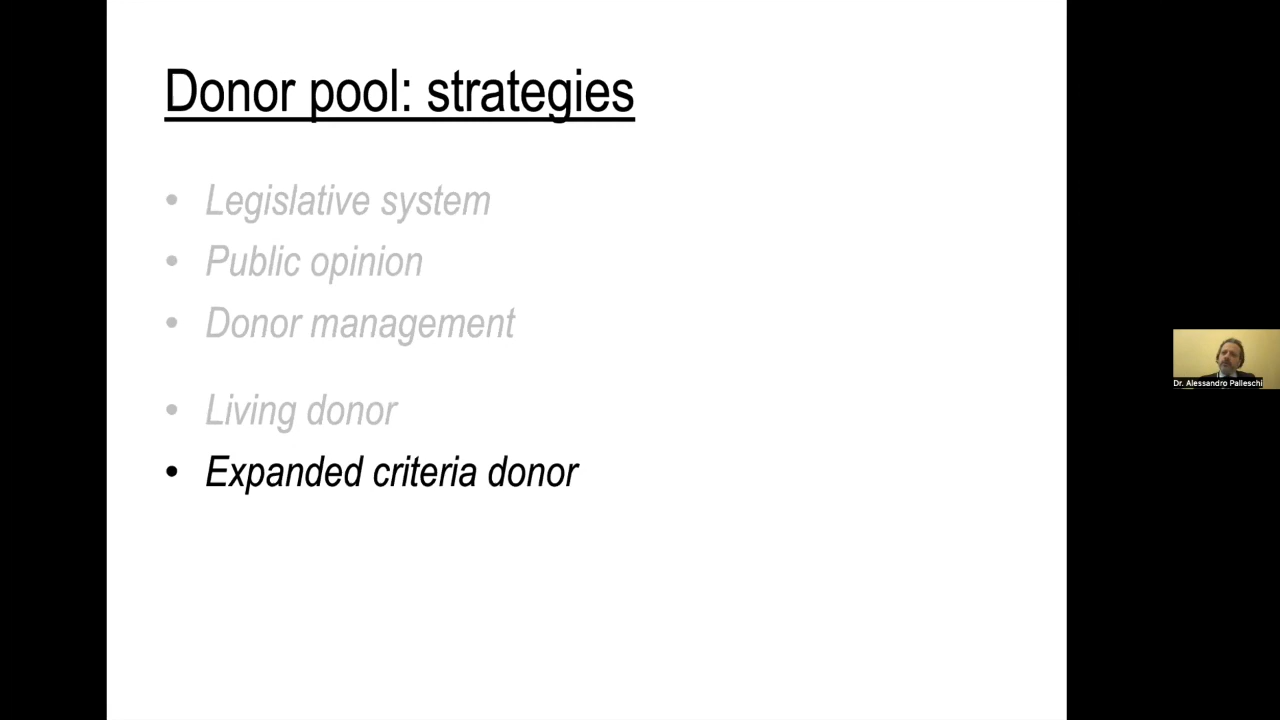 Donor pool: strategies
• Legislative system
• Public opinion
• Donor management
• Living donor
• Expanded criteria donor
Dr. Alessandro Palleschi